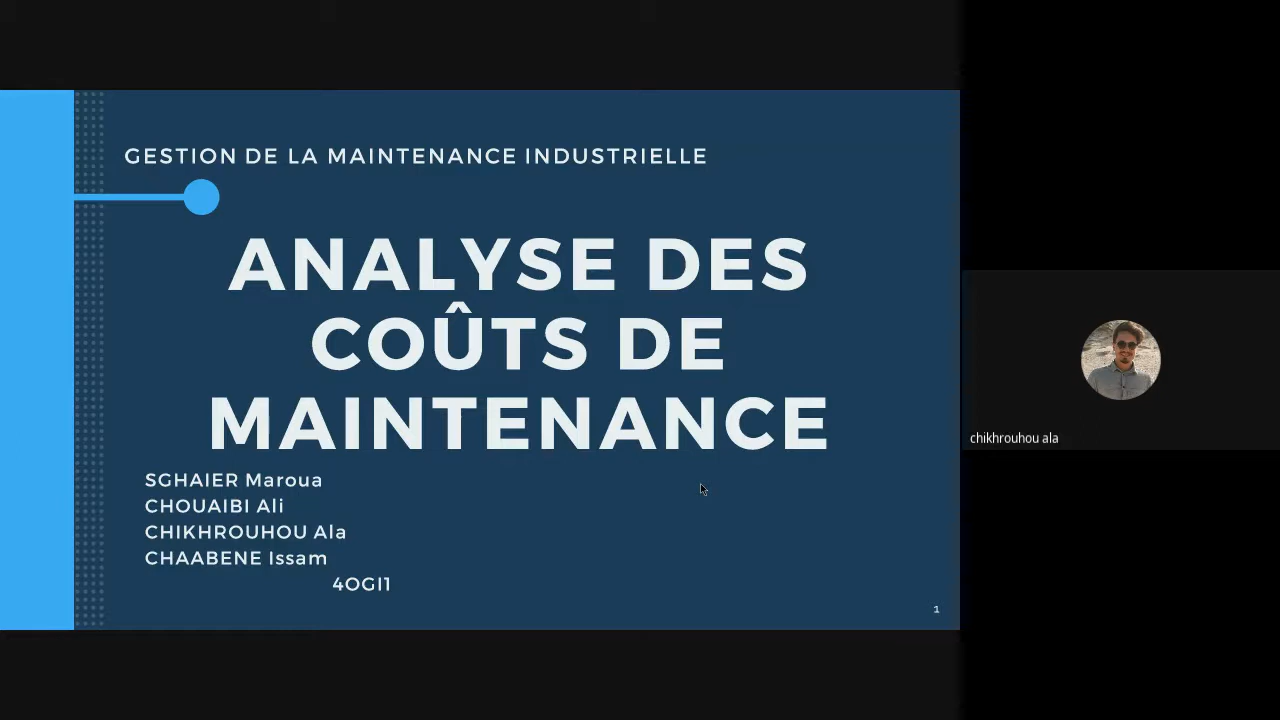 GESTION DE LA MAINTENANCE INDUSTRIELLE
ANALYSE DES
COÛTS DE
MAINTENANCE
SGHAIER Maroua
CHOUAIBI Ali
CHIKHROUHOU Ala
CHAABENE Issam
4OGI1
1
chikhrouhou ala